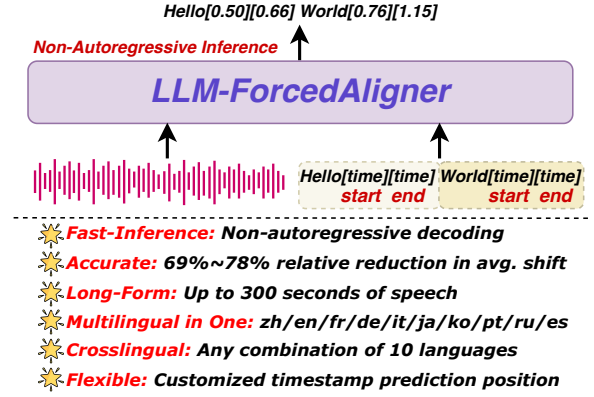 Hello[0.50][0.66] World[0.76][1.15]
Non-Autoregressive Inference
LLM-ForcedAligner
Hello[time][time] World[time][time]
start end start end
Fast-Inference: Non-autoregressive decoding
Accurate: 69%~78% relative reduction in avg. shift
Long-Form: Up to 300 seconds of speech
Multilingual in One: zh/en/fr/de/it/ja/ko/pt/ru/es
Crosslingual: Any combination of 10 languages
Flexible: Customized timestamp prediction position